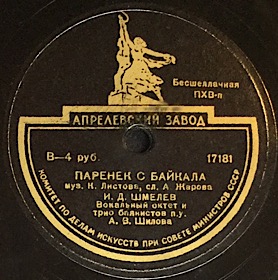 Бесшеллачная
ПХВ-п
АПРЕЛЕВСКИЙ ЗАВОД
В—4 руб.
17181
ПАРЕНЕК С БАЙКАЛА
муз. К. Листова, сл. А. Жарова
И. Д. ШМЕЛЕВ
Вокальный октет и
трио баянистов п.у.
А. В. Шилова
КОМИТЕТ ПО ДЕЛАМ ИСКУССТВ ПРИ СОВЕТЕ МИНИСТРОВ СССР